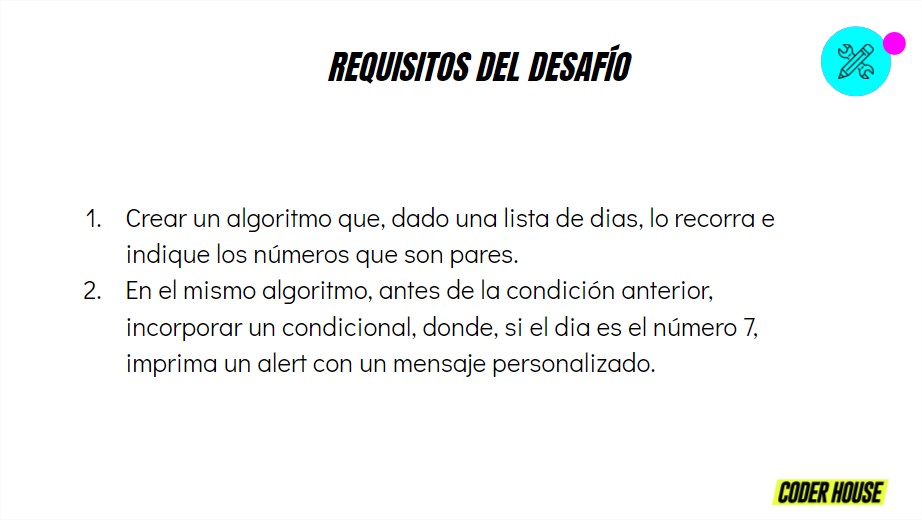 REQUISITOS DEL DESAFÍO
1. Crear un algoritmo que, dado una lista de dias, lo recorra e
indique los números que son pares.
2. En el mismo algoritmo, antes de la condición anterior,
incorporar un condicional, donde, si el dia es el número 7,
imprima un alert con un mensaje personalizado.
CODER HOUSE